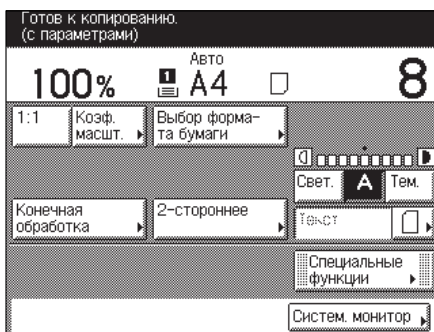 Готов к копированию.
(с параметрами)
Авто
100% 1 A4 8
1:1 Коэф. масшт. Выбор форма-
та бумаги
Свет. A Тем.
Конечная обработка 2-стороннее
Текст
Специальные
функции
Систем. монитор